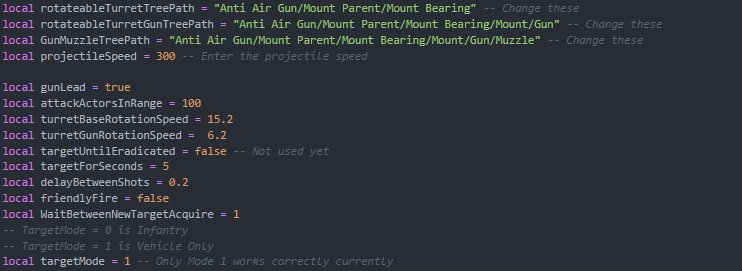 local rotateableTurretTreePath = "Anti Air Gun/Mount Parent/Mount Bearing" -- Change these
local rotateableTurretGunTreePath = "Anti Air Gun/Mount Parent/Mount Bearing/Mount/Gun" -- Change these
local GunMuzzleTreePath = "Anti Air Gun/Mount Parent/Mount Bearing/Mount/Gun/Muzzle" -- Change these
local projectileSpeed = 300 -- Enter the projectile speed
local gunLead = true
local attackActorsInRange = 100
local turretBaseRotationSpeed = 15.2
local turretGunRotationSpeed =  6.2
local targetUntilEradicated = false -- Not used yet
local targetForSeconds = 5
local delayBetweenShots = 0.2
local friendlyFire = false
local WaitBetweenNewTargetAcquire = 1
-- TargetMode = 0 is Infantry
-- TargetMode = 1 is Vehicle Only
local targetMode = 1 -- Only Mode 1 works correctly currently